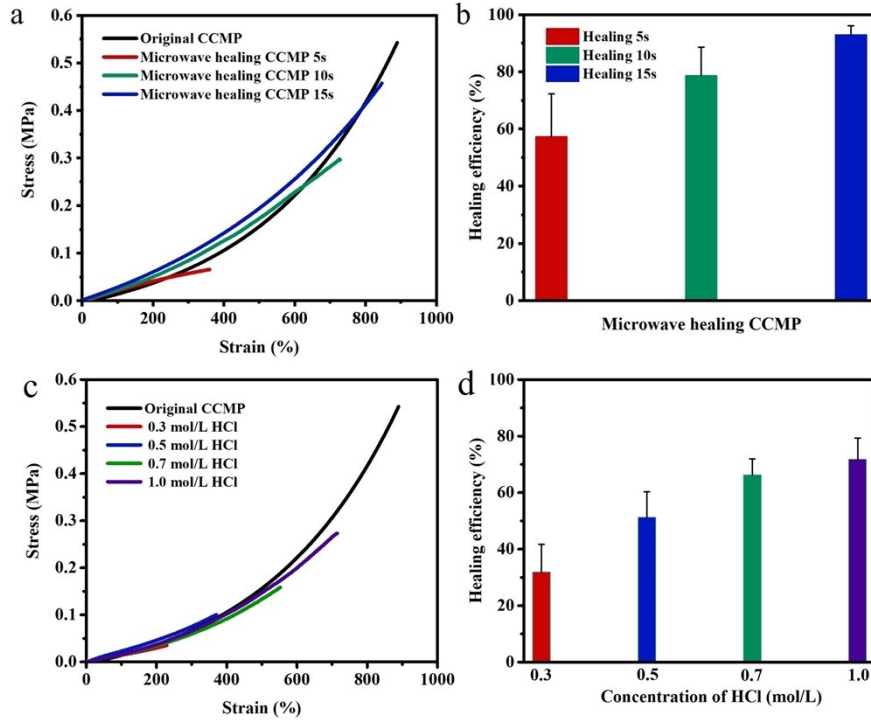 a
Stress (MPa)
0.6
0.5
0.4
0.3
0.2
0.1
0.0
Original CCMP
Microwave healing CCMP 5s
Microwave healing CCMP 10s
Microwave healing CCMP 15s
0 200 400 600 800 1000
Strain (%)
b
Healing efficiency (%)
100
80
60
40
20
0
Healing 5s
Healing 10s
Healing 15s
Microwave healing CCMP
c
Stress (MPa)
0.6
0.5
0.4
0.3
0.2
0.1
0.0
Original CCMP
0.3 mol/L HCl
0.5 mol/L HCl
0.7 mol/L HCl
1.0 mol/L HCl
0 200 400 600 800 1000
Strain (%)
d
Healing efficiency (%)
100
80
60
40
20
0
0.3 0.5 0.7 1.0
Concentration of HCl (mol/L)